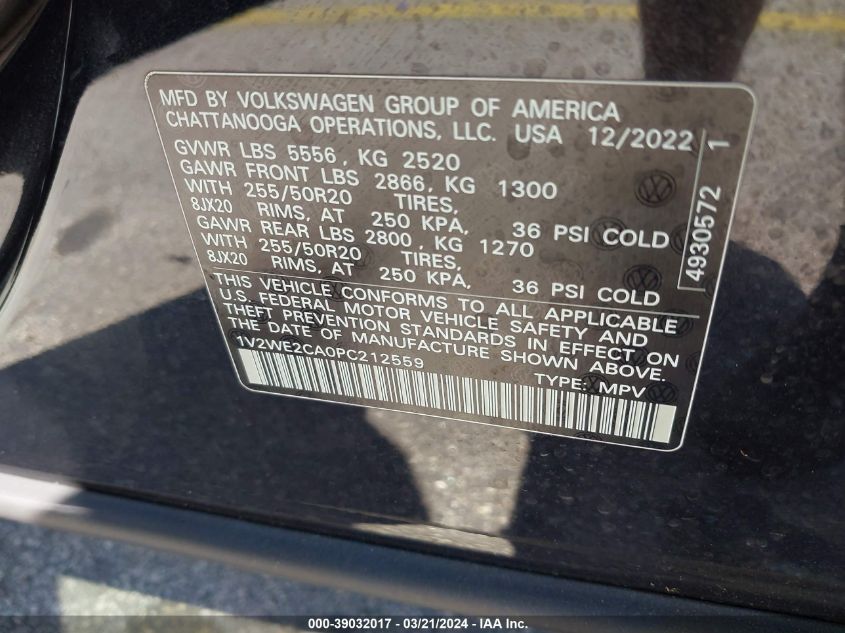 MFD BY VOLKSWAGEN GROUP OF AMERICA
CHATTANOOGA OPERATIONS, LLC. USA 12/2022
GVWR LBS 5556, KG 2520
GAWR FRONT LBS 2866, KG 1300
WITH 255/50R20 TIRES,
8JX20 RIMS, AT 250 KPA, 36 PSI COLD
GAWR REAR LBS 2800, KG 1270
WITH 255/50R20 TIRES,
8JX20 RIMS, AT 250 KPA, 36 PSI COLD
THIS VEHICLE CONFORMS TO ALL APPLICABLE
U.S. FEDERAL MOTOR VEHICLE SAFETY AND
THEFT PREVENTION STANDARDS IN EFFECT ON
THE DATE OF MANUFACTURE SHOWN ABOVE.
1V2WE2CA0PC212559 TYPE: MPV
4930572 1
000-39032017 - 03/21/2024 - IAA Inc.